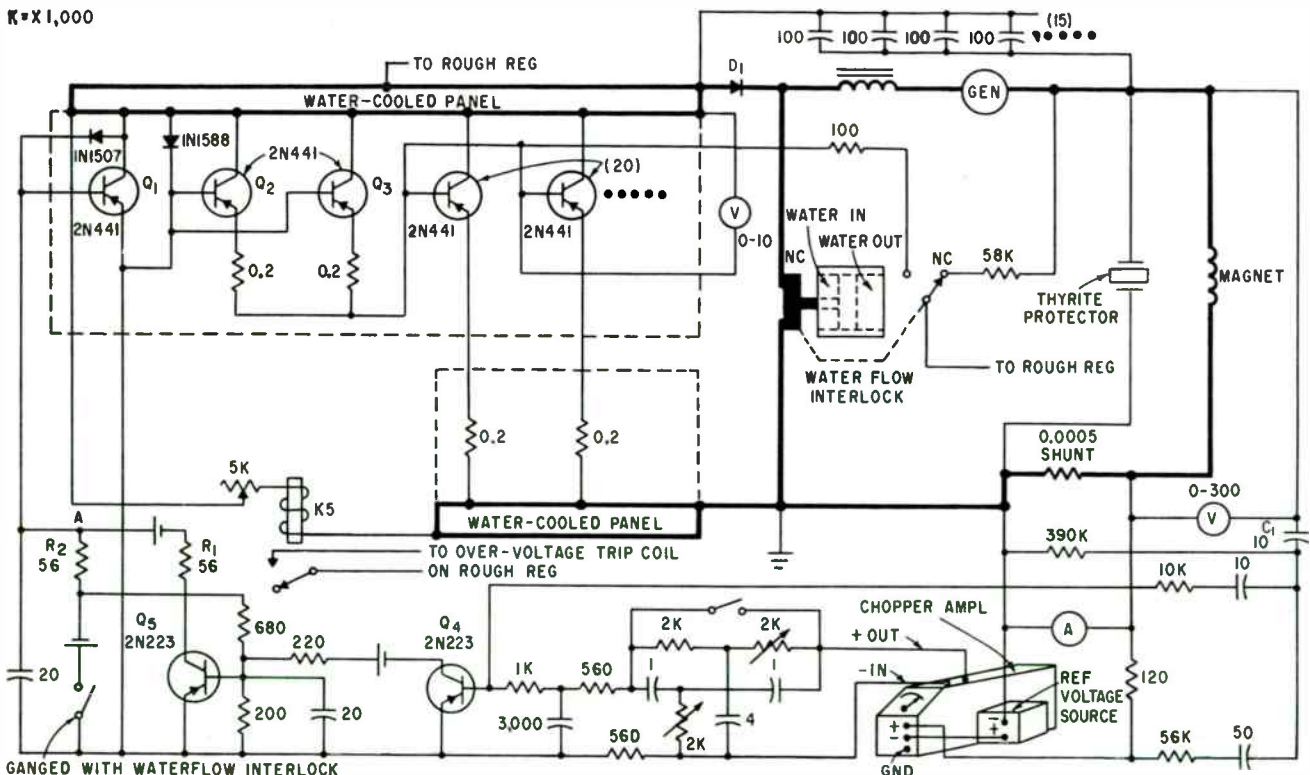 K=X1,000
(15)
100
100
100
100
TO ROUGH REG
D1
GEN
WATER-COOLED PANEL
1N1507
1N1588
2N441
(20)
100
Q1
Q2
Q3
2N441
2N441
2N441
V
0-10
WATER IN
WATER OUT
NC
NC
58K
MAGNET
0.2
0.2
THYRITE
PROTECTOR
TO ROUGH REG
WATER FLOW
INTERLOCK
0.2
0.2
0.0005
SHUNT
5K
K5
0-300
V
C1
10
A
WATER-COOLED PANEL
R2
56
R1
56
TO OVER-VOLTAGE TRIP COIL
ON ROUGH REG
390K
10K
10
Q5
2N223
680
Q4
2N223
CHOPPER AMPL
2K
2K
+OUT
A
220
-IN
REF
VOLTAGE
SOURCE
1K
560
1
1
120
20
200
20
3,000
4
2K
560
56K
50
+
-
-
+
GND
GANGED WITH WATERFLOW INTERLOCK